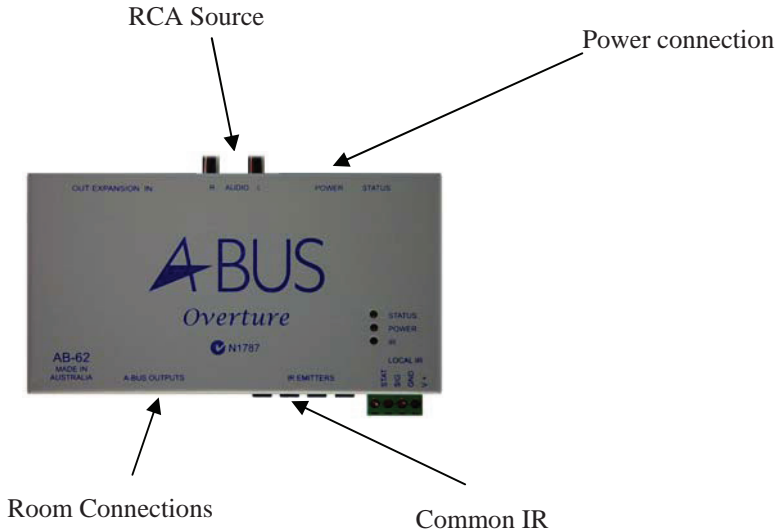 RCA Source
Power connection
OUT EXPANSION IN
R AUDIO L
POWER
STATUS
A-BUS
Overture
N1787
STATUS
POWER
IR
LOCAL IR
STAT
SIG
GND
V +
AB-62
MADE IN
AUSTRALIA
A-BUS OUTPUTS
IR EMITTERS
Room Connections
Common IR